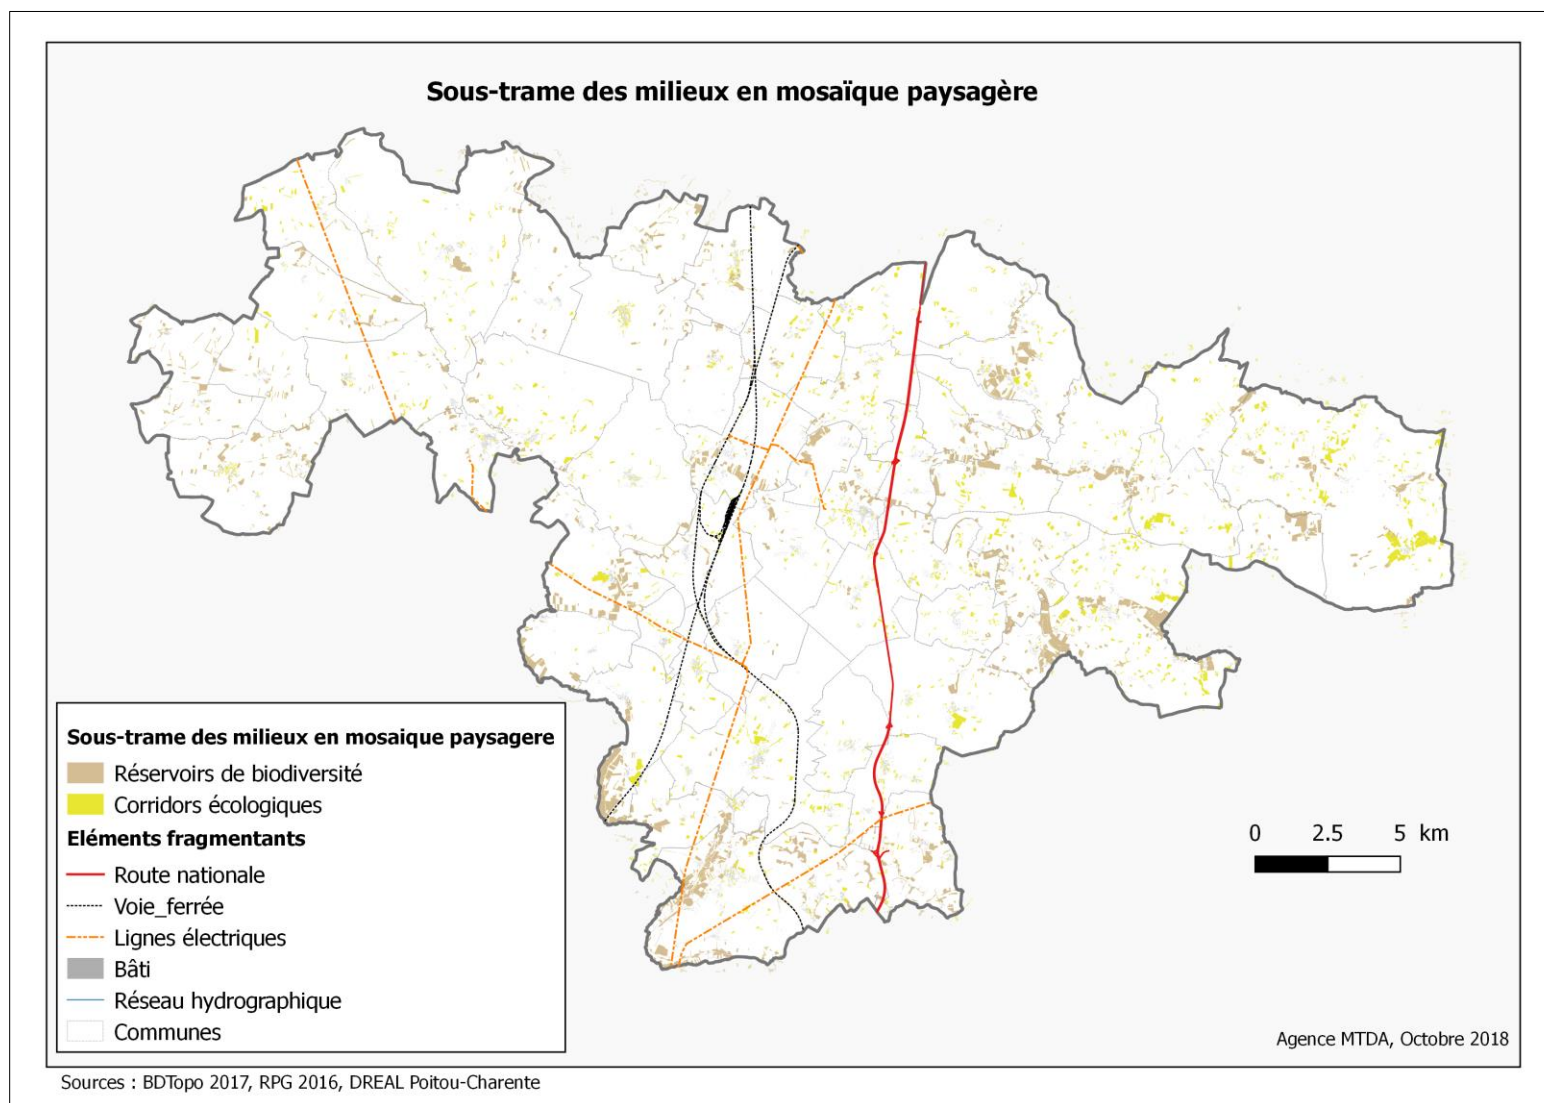 Sous-trame des milieux en mosaïque paysagère
Sous-trame des milieux en mosaique paysagere
Réservoirs de biodiversité
Corridors écologiques
Eléments fragmentants
Route nationale
Voie_ferrée
Lignes électriques
Bâti
Réseau hydrographique
Communes
0 2.5 5 km
Agence MTDA, Octobre 2018
Sources : BDTopo 2017, RPG 2016, DREAL Poitou-Charente